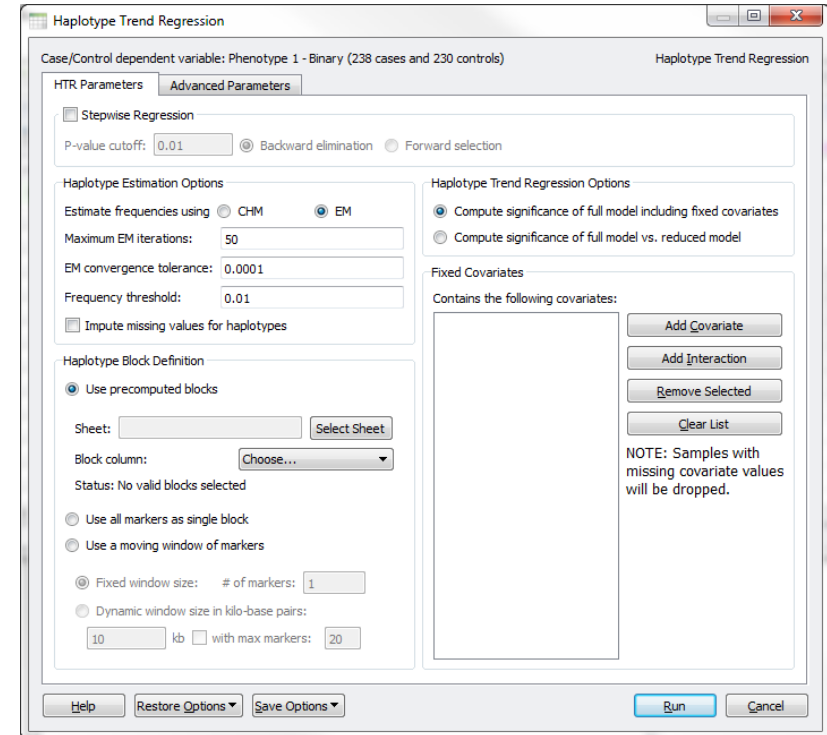 Haplotype Trend Regression
Case/Control dependent variable: Phenotype 1 - Binary (238 cases and 230 controls)
Haplotype Trend Regression
HTR Parameters
Advanced Parameters
Stepwise Regression
P-value cutoff: 0.01 Backward elimination Forward selection
Haplotype Estimation Options
Estimate frequencies using CHM EM
Maximum EM iterations: 50
EM convergence tolerance: 0.0001
Frequency threshold: 0.01
Impute missing values for haplotypes
Haplotype Trend Regression Options
Compute significance of full model including fixed covariates
Compute significance of full model vs. reduced model
Haplotype Block Definition
Use precomputed blocks
Sheet: Select Sheet
Block column: Choose...
Status: No valid blocks selected
Use all markers as single block
Use a moving window of markers
Fixed window size: # of markers: 1
Dynamic window size in kilo-base pairs:
10 kb with max markers: 20
Fixed Covariates
Contains the following covariates:
Add Covariate
Add Interaction
Remove Selected
Clear List
NOTE: Samples with
missing covariate values
will be dropped.
Help Restore Options Save Options Run Cancel